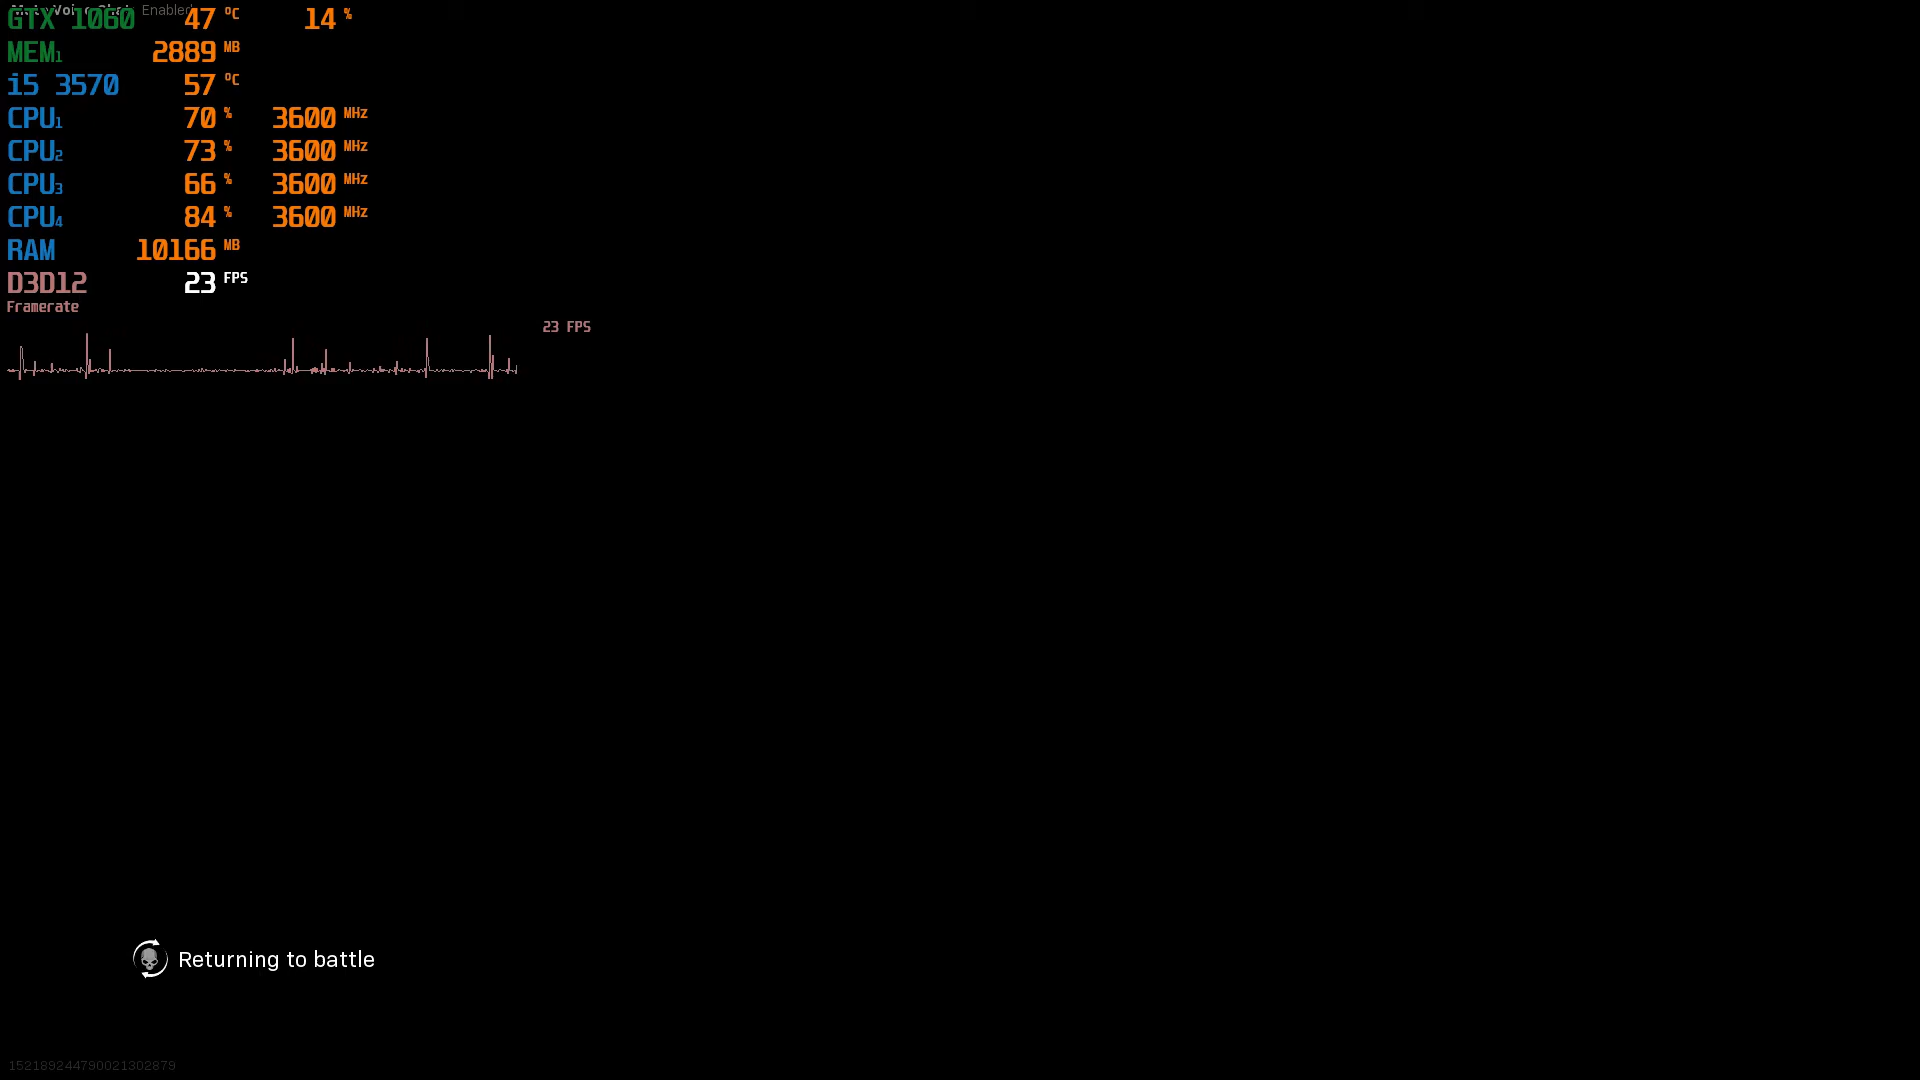 Enabled
GTX 1060 47 °C 14 %
MEM1 2889 MB
i5 3570 57 °C
CPU1 70 % 3600 MHz
CPU2 73 % 3600 MHz
CPU3 66 % 3600 MHz
CPU4 84 % 3600 MHz
RAM 10166 MB
D3D12 23 FPS
Framerate
23 FPS
Returning to battle
152189244790021302879